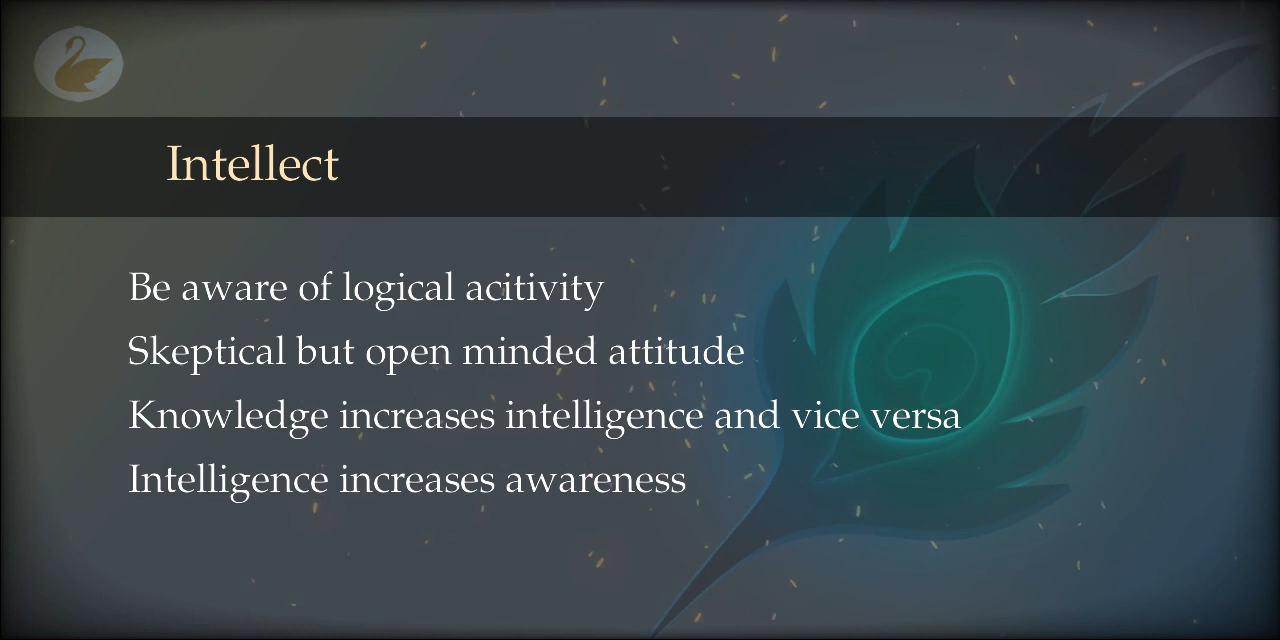 Intellect
Be aware of logical acitivity
Skeptical but open minded attitude
Knowledge increases intelligence and vice versa
Intelligence increases awareness